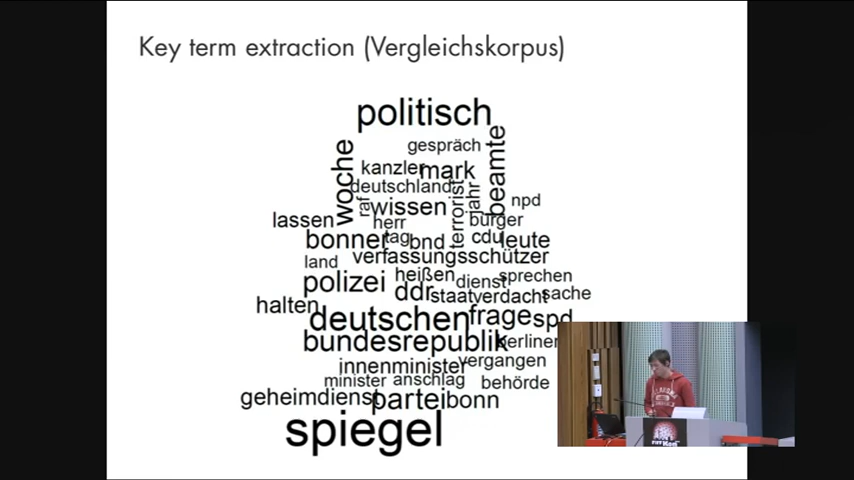 Key term extraction (Vergleichskorpus)
politisch
gespräch
woche
beamte
kanzler
mark
deutschland
terrorist
jahr
raf
wissen
npd
lassen
herr
bürger
bonner
tag
bnd
cdu
leute
land
verfassungsschützer
polizei
heißen
dienst
sprechen
ddr
staatverdacht
sache
halten
deutschen
frage
spd
bundesrepublik
berliner
innenminister
vergangen
minister
anschlag
behörde
geheimdienst
partei
bonn
spiegel